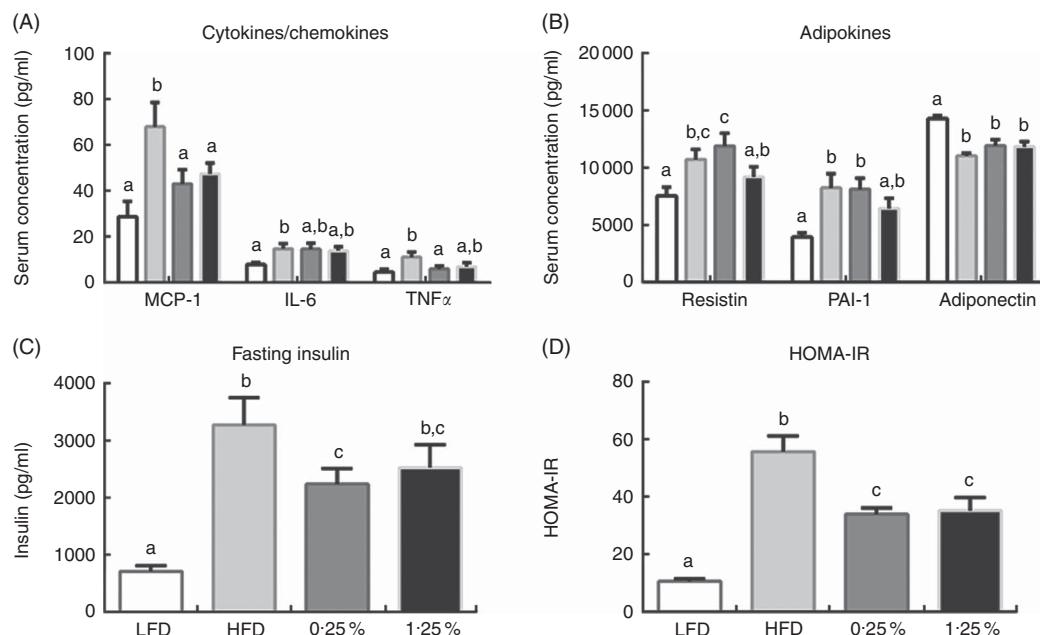 (A)
Cytokines/chemokines
Serum concentration (pg/ml)
100
80
60
40
20
0
a
b
a
a
a
b
a,b
a,b
a
b
a
a,b
MCP-1
IL-6
TNFα
(B)
Adipokines
Serum concentration (pg/ml)
20 000
15 000
10 000
5000
0
a
b,c
c
a,b
a
b
b
a,b
a
b
b
b
Resistin
PAI-1
Adiponectin
(C)
Fasting insulin
Insulin (pg/ml)
4000
3000
2000
1000
0
a
b
c
b,c
LFD
HFD
0·25 %
1·25 %
(D)
HOMA-IR
HOMA-IR
80
60
40
20
0
a
b
c
c
LFD
HFD
0·25 %
1·25 %